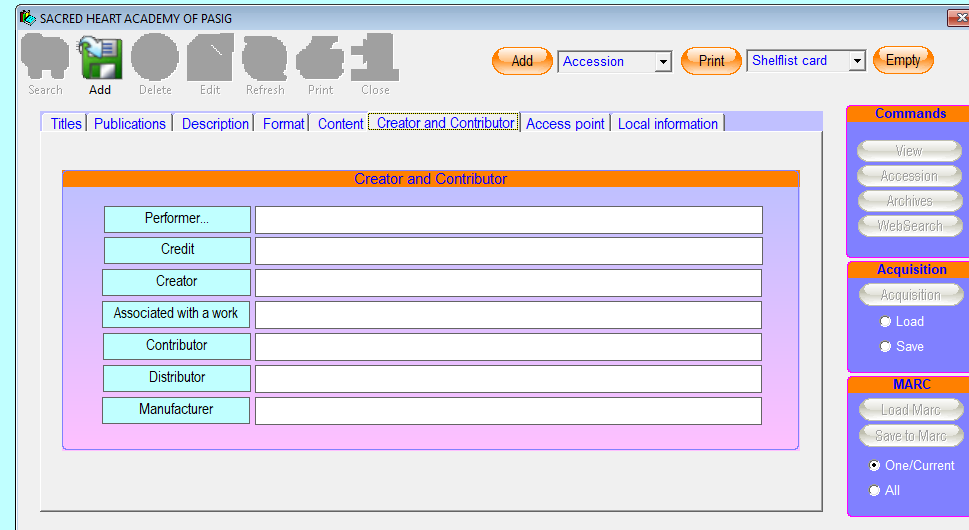 SACRED HEART ACADEMY OF PASIG
Search Add Delete Edit Refresh Print Close
Add Accession Print Shelflist card Empty
Titles Publications Description Format Content Creator and Contributor Access point Local information
Creator and Contributor
Performer...
Credit
Creator
Associated with a work
Contributor
Distributor
Manufacturer
Commands
View
Accession
Archives
WebSearch
Acquisition
Acquisition
Load
Save
MARC
Load Marc
Save to Marc
One/Current
All